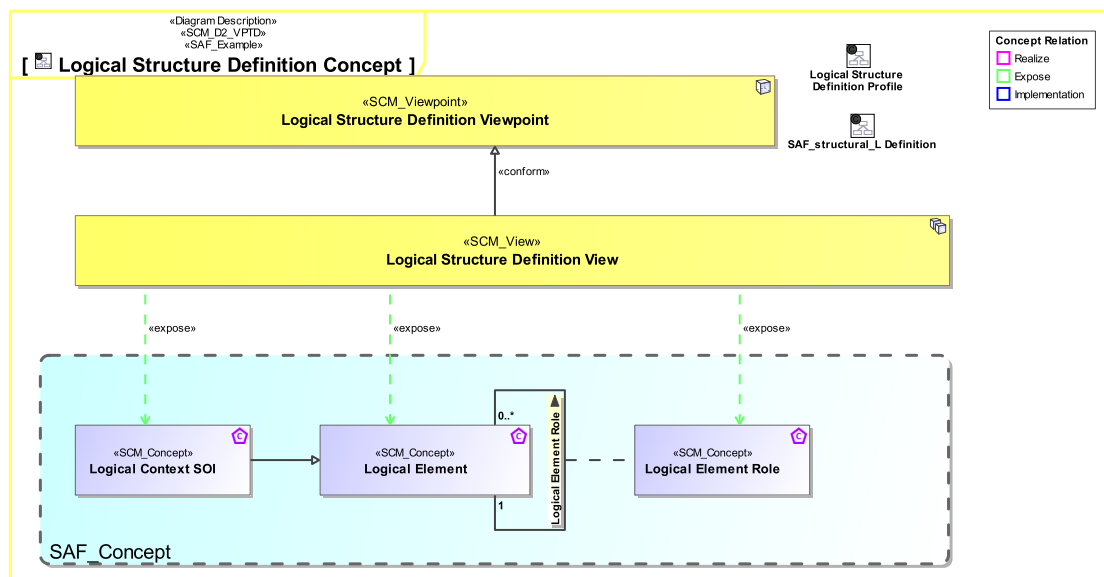 «Diagram Description»
«SCM_D2_VPTD»
«SAF_Example»
[ Logical Structure Definition Concept ]
Logical Structure
Definition Profile
SAF_structural_L Definition
Concept Relation
Realize
Expose
Implementation
«SCM_Viewpoint»
Logical Structure Definition Viewpoint
«conform»
«SCM_View»
Logical Structure Definition View
«expose»
«expose»
«expose»
«SCM_Concept»
Logical Context SOI
«SCM_Concept»
Logical Element
0..*
1
Logical Element Role
«SCM_Concept»
Logical Element Role
SAF_Concept